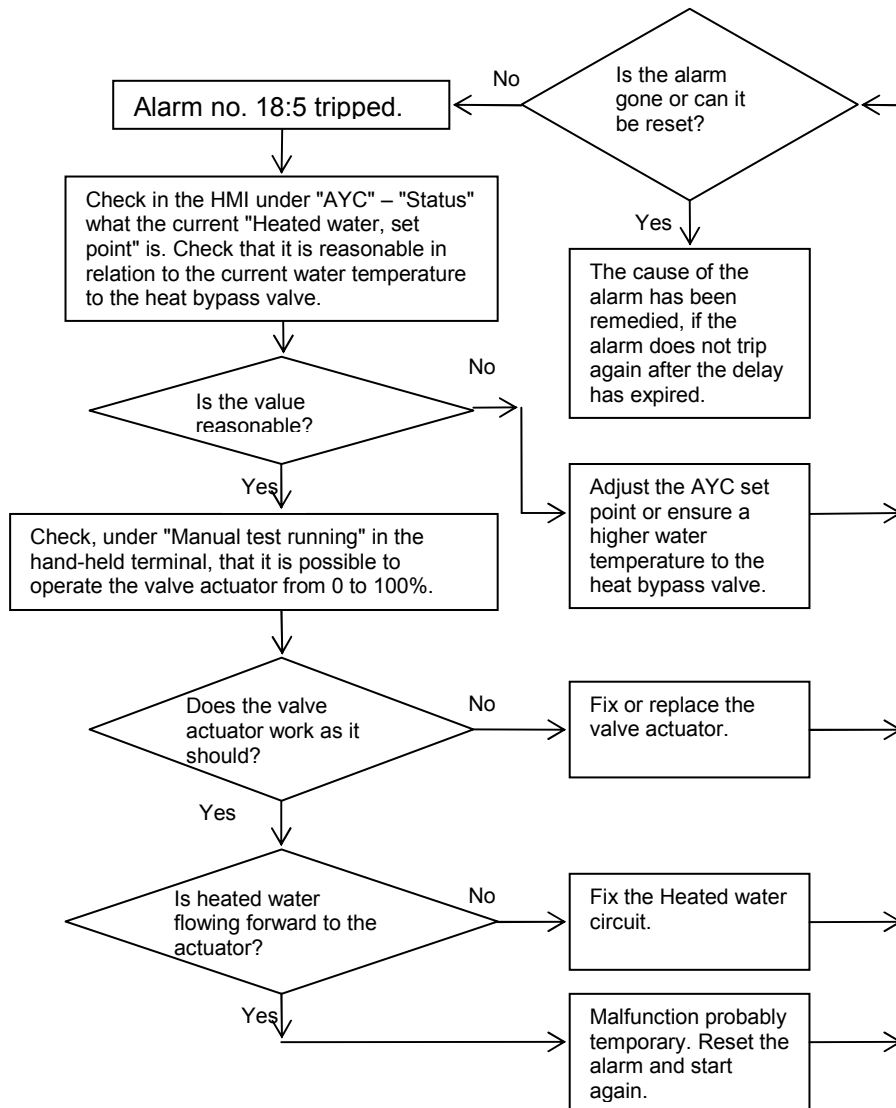 Is the alarm
gone or can it
be reset?
No
Alarm no. 18:5 tripped.
Check in the HMI under "AYC" – "Status"
what the current "Heated water, set
point" is. Check that it is reasonable in
relation to the current water temperature
to the heat bypass valve.
Yes
The cause of the
alarm has been
remedied, if the
alarm does not trip
again after the delay
has expired.
Is the value
reasonable?
No
Yes
Adjust the AYC set
point or ensure a
higher water
temperature to the
heat bypass valve.
Check, under "Manual test running" in the
hand-held terminal, that it is possible to
operate the valve actuator from 0 to 100%.
Does the valve
actuator work as it
should?
No
Fix or replace the
valve actuator.
Yes
Is heated water
flowing forward to the
actuator?
No
Fix the Heated water
circuit.
Yes
Malfunction probably
temporary. Reset the
alarm and start
again.